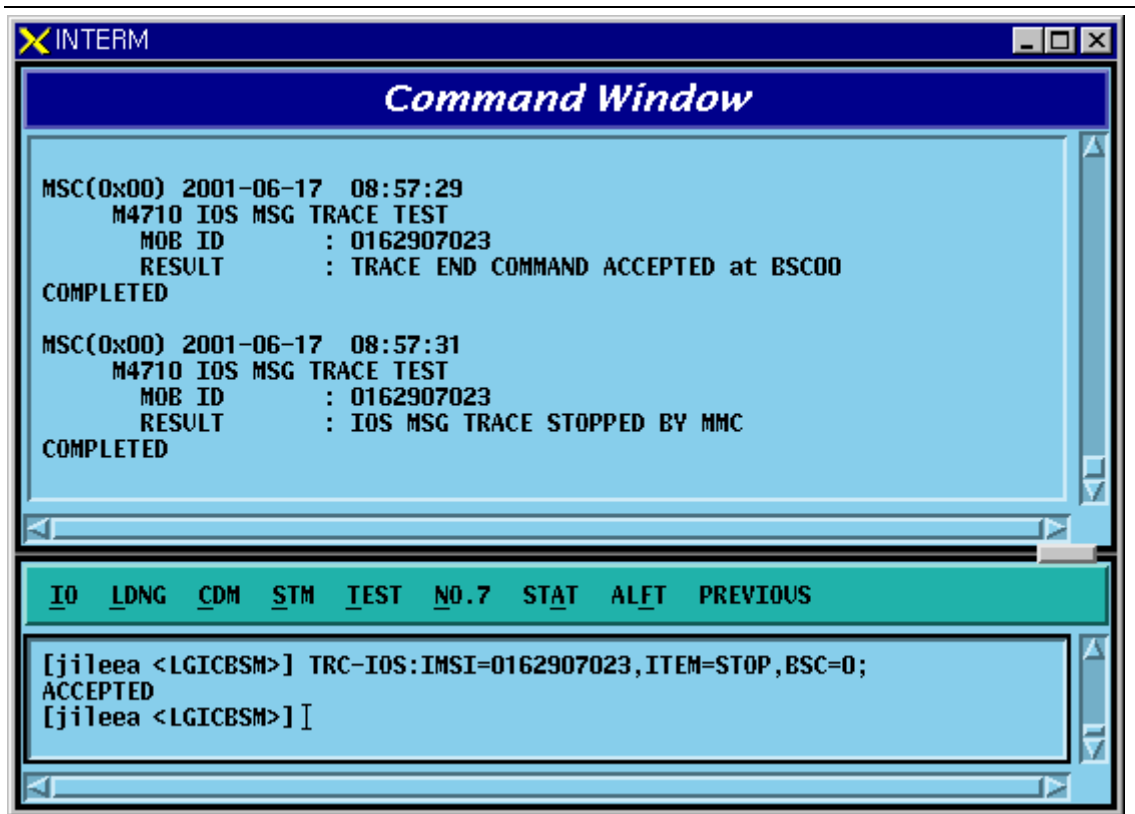 INTERM
Command Window
MSC(0x00) 2001-06-17 08:57:29
M4710 IOS MSG TRACE TEST
MOB ID : 0162907023
RESULT : TRACE END COMMAND ACCEPTED at BSC00
COMPLETED
MSC(0x00) 2001-06-17 08:57:31
M4710 IOS MSG TRACE TEST
MOB ID : 0162907023
RESULT : IOS MSG TRACE STOPPED BY MMC
COMPLETED
IO LDNG CDM STM TEST NO.7 STAT ALFT PREVIOUS
[jileea <LGICBSM>] TRC-IOS:IMSI=0162907023,ITEM=STOP,BSC=0;
ACCEPTED
[jileea <LGICBSM>]